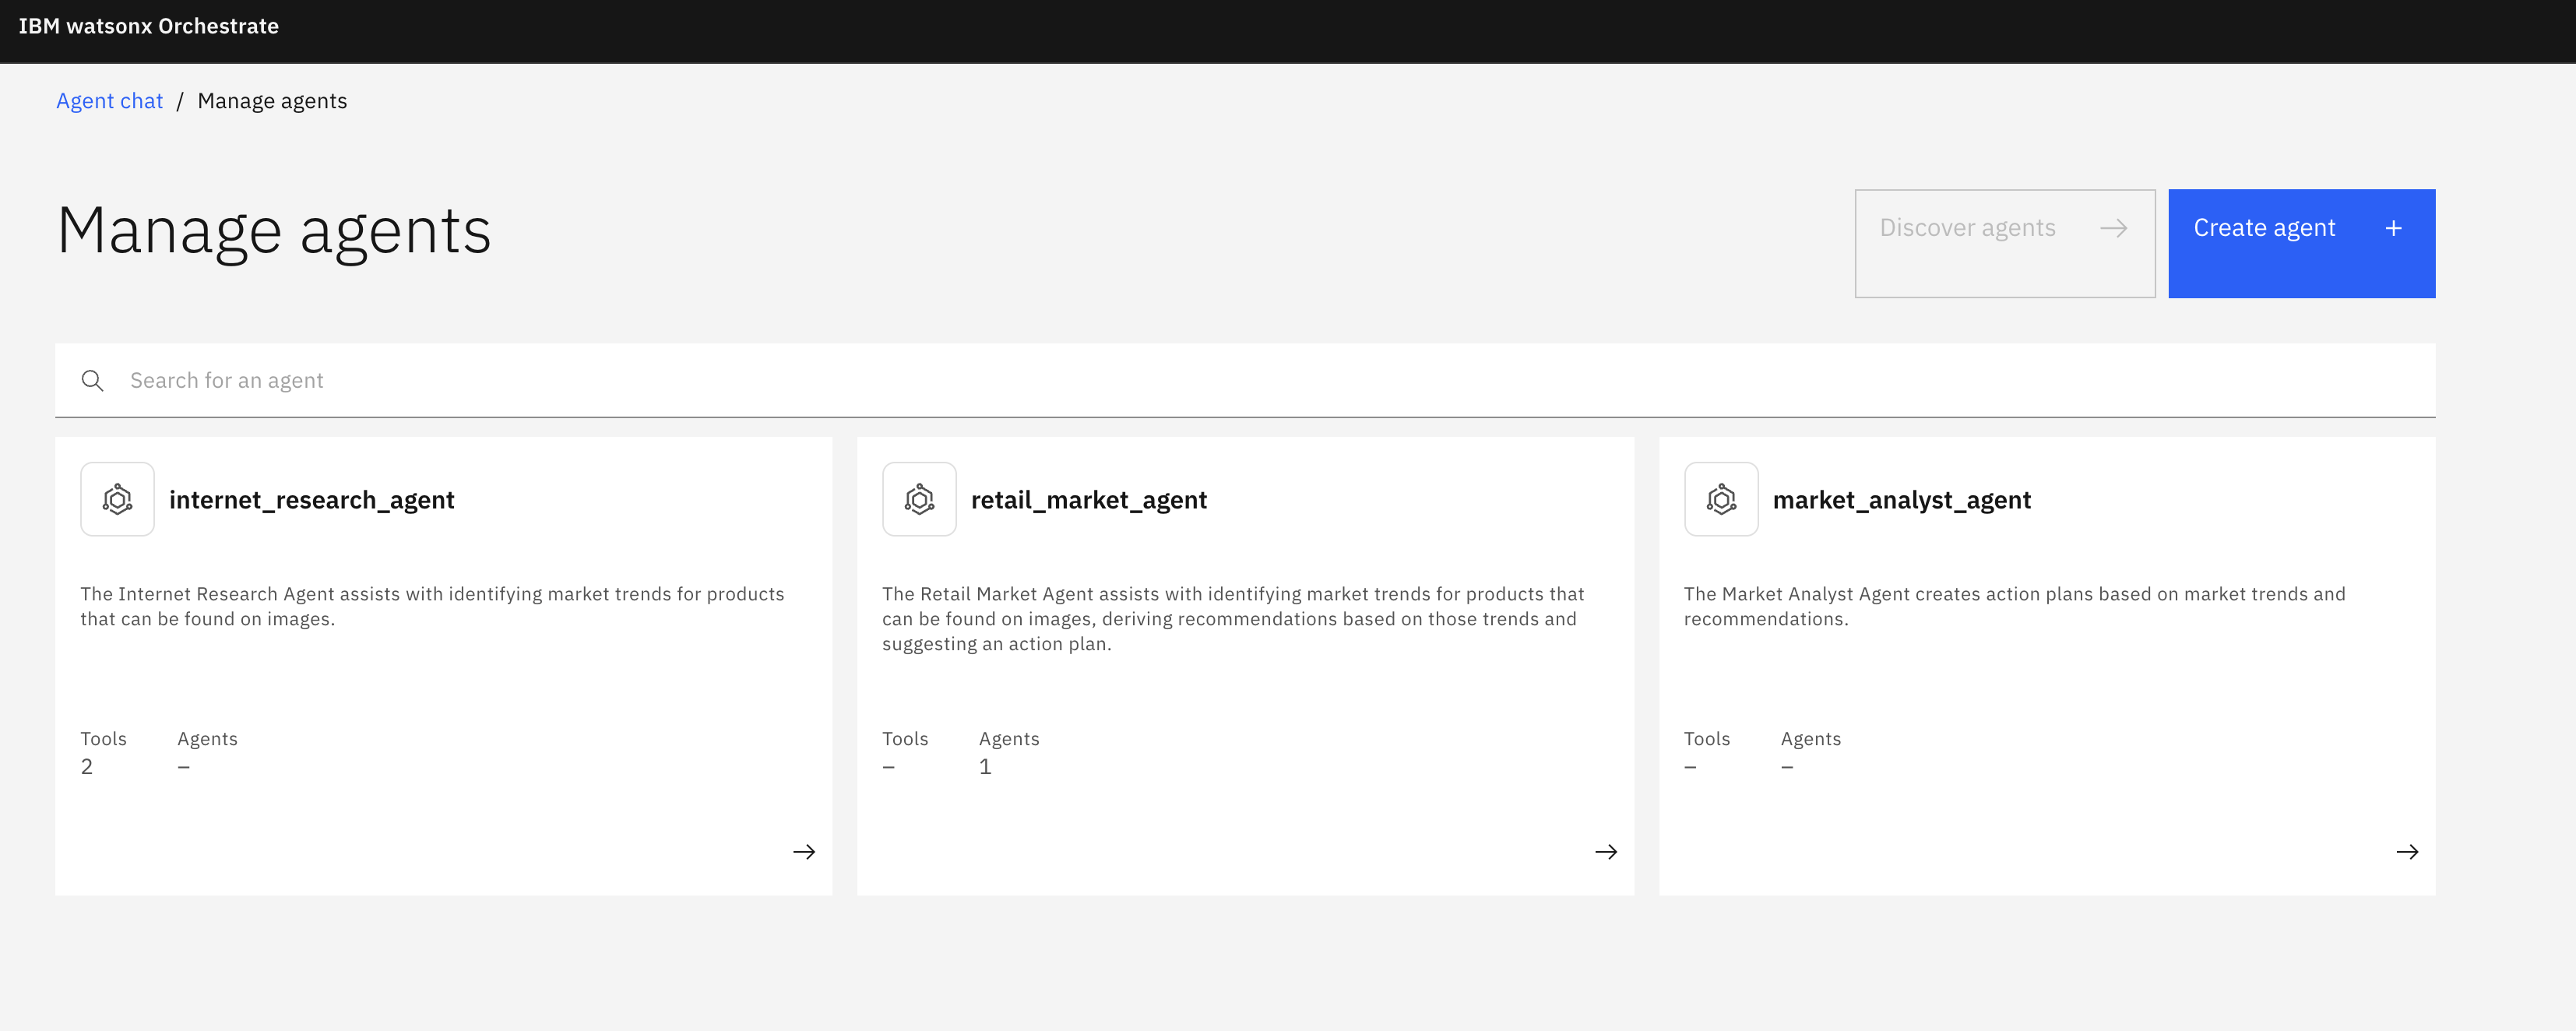 IBM watsonx Orchestrate
Agent chat / Manage agents
Manage agents
Discover agents
Create agent
Search for an agent
internet_research_agent
The Internet Research Agent assists with identifying market trends for products
that can be found on images.
Tools Agents
2 –
retail_market_agent
The Retail Market Agent assists with identifying market trends for products that
can be found on images, deriving recommendations based on those trends and
suggesting an action plan.
Tools Agents
– 1
market_analyst_agent
The Market Analyst Agent creates action plans based on market trends and
recommendations.
Tools Agents
– –